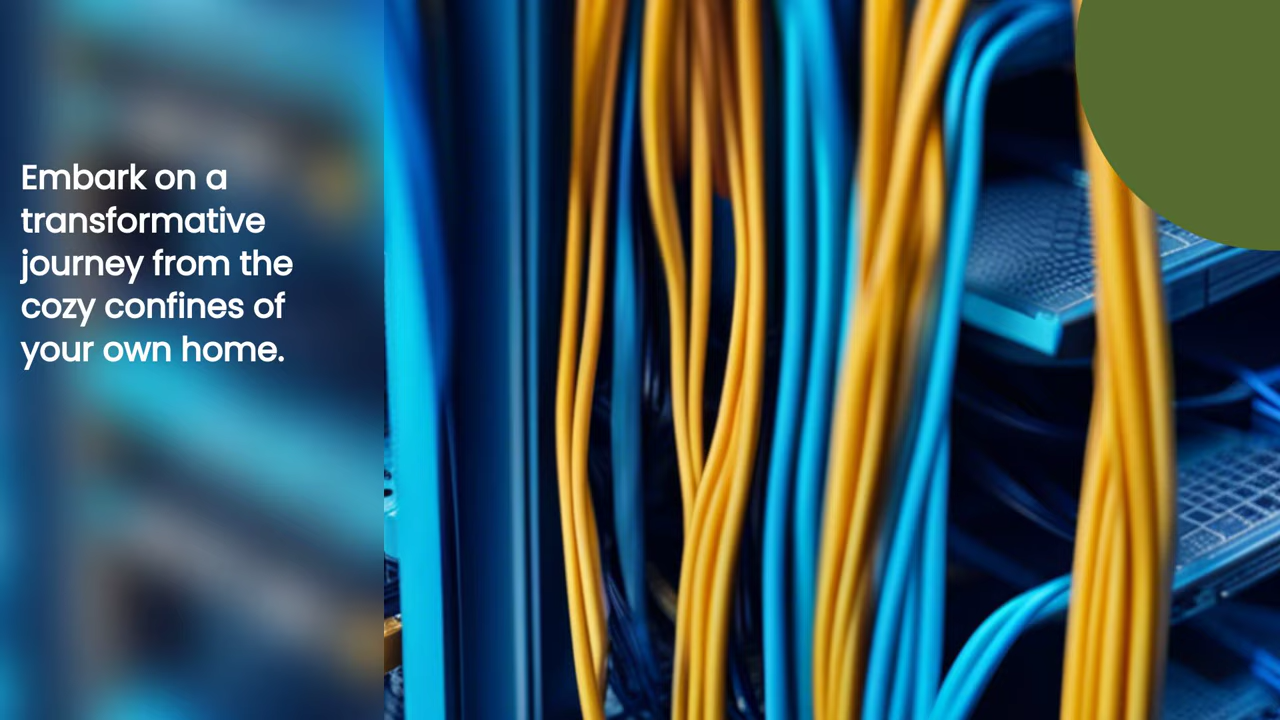 Embark on a
transformative
journey from the
cozy confines of
your own home.